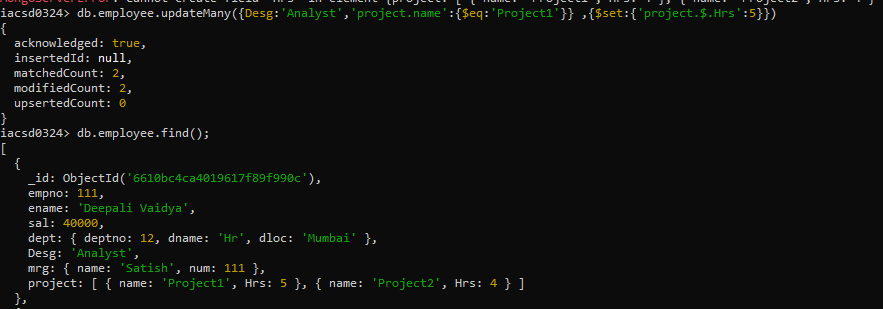 iacsd0324> db.employee.updateMany({Desg:'Analyst','project.name':{$eq:'Project1'}} ,{$set:{'project.$.Hrs':5}})
{
  acknowledged: true,
  insertedId: null,
  matchedCount: 2,
  modifiedCount: 2,
  upsertedCount: 0
}
iacsd0324> db.employee.find();
[
  {
    _id: ObjectId('6610bc4ca4019617f89f990c'),
    empno: 111,
    ename: 'Deepali Vaidya',
    sal: 40000,
    dept: { deptno: 12, dname: 'Hr', dloc: 'Mumbai' },
    Desg: 'Analyst',
    mrg: { name: 'Satish', num: 111 },
    project: [ { name: 'Project1', Hrs: 5 }, { name: 'Project2', Hrs: 4 } ]
  },